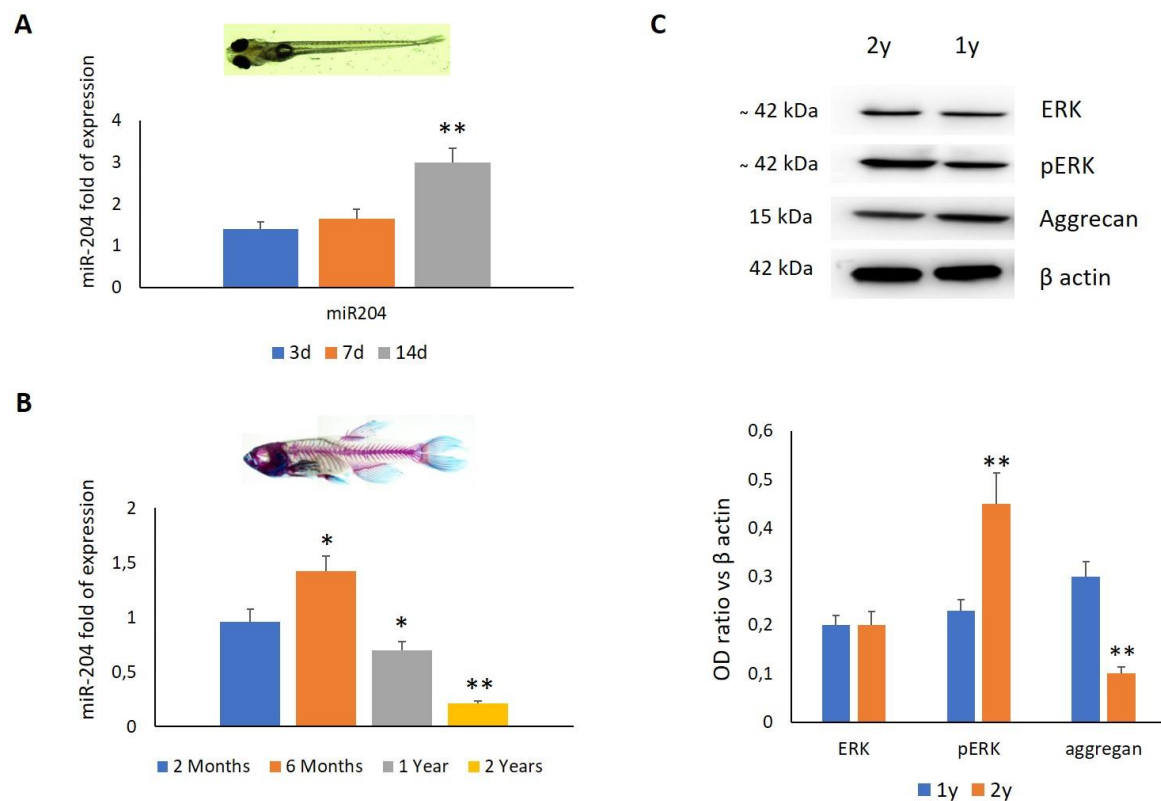 A
miR-204 fold of expression
4
3
2
1
0
**
miR204
3d 7d 14d
B
miR-204 fold of expression
2
1,5
1
0,5
0
*
*
**
2 Months 6 Months 1 Year 2 Years
C
2y 1y
~ 42 kDa ERK
~ 42 kDa pERK
15 kDa Aggrecan
42 kDa β actin
OD ratio vs β actin
0,6
0,5
0,4
0,3
0,2
0,1
0
**
**
ERK pERK aggregan
1y 2y